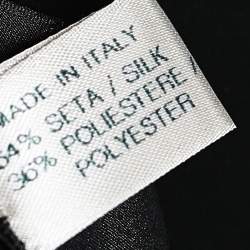 MADE IN ITALY
64% SETA / SILK
36% POLIESTERE /
POLYESTER